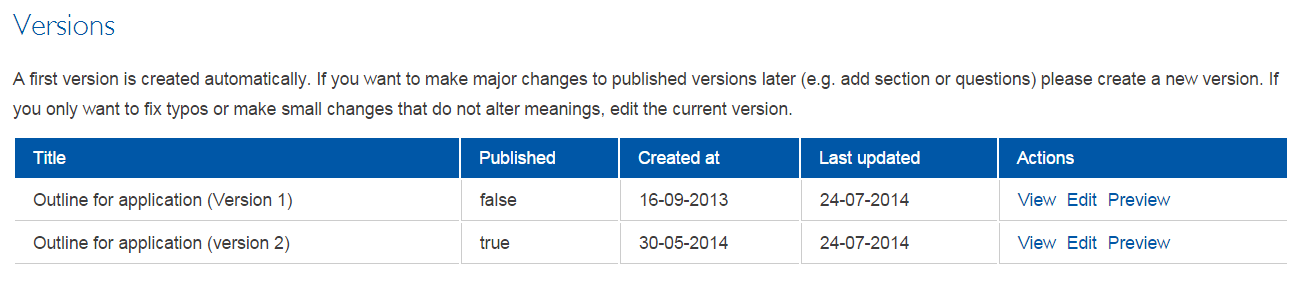 Versions
A first version is created automatically. If you want to make major changes to published versions later (e.g. add section or questions) please create a new version. If
you only want to fix typos or make small changes that do not alter meanings, edit the current version.
Title Published Created at Last updated Actions
Outline for application (Version 1) false 16-09-2013 24-07-2014 View Edit Preview
Outline for application (version 2) true 30-05-2014 24-07-2014 View Edit Preview